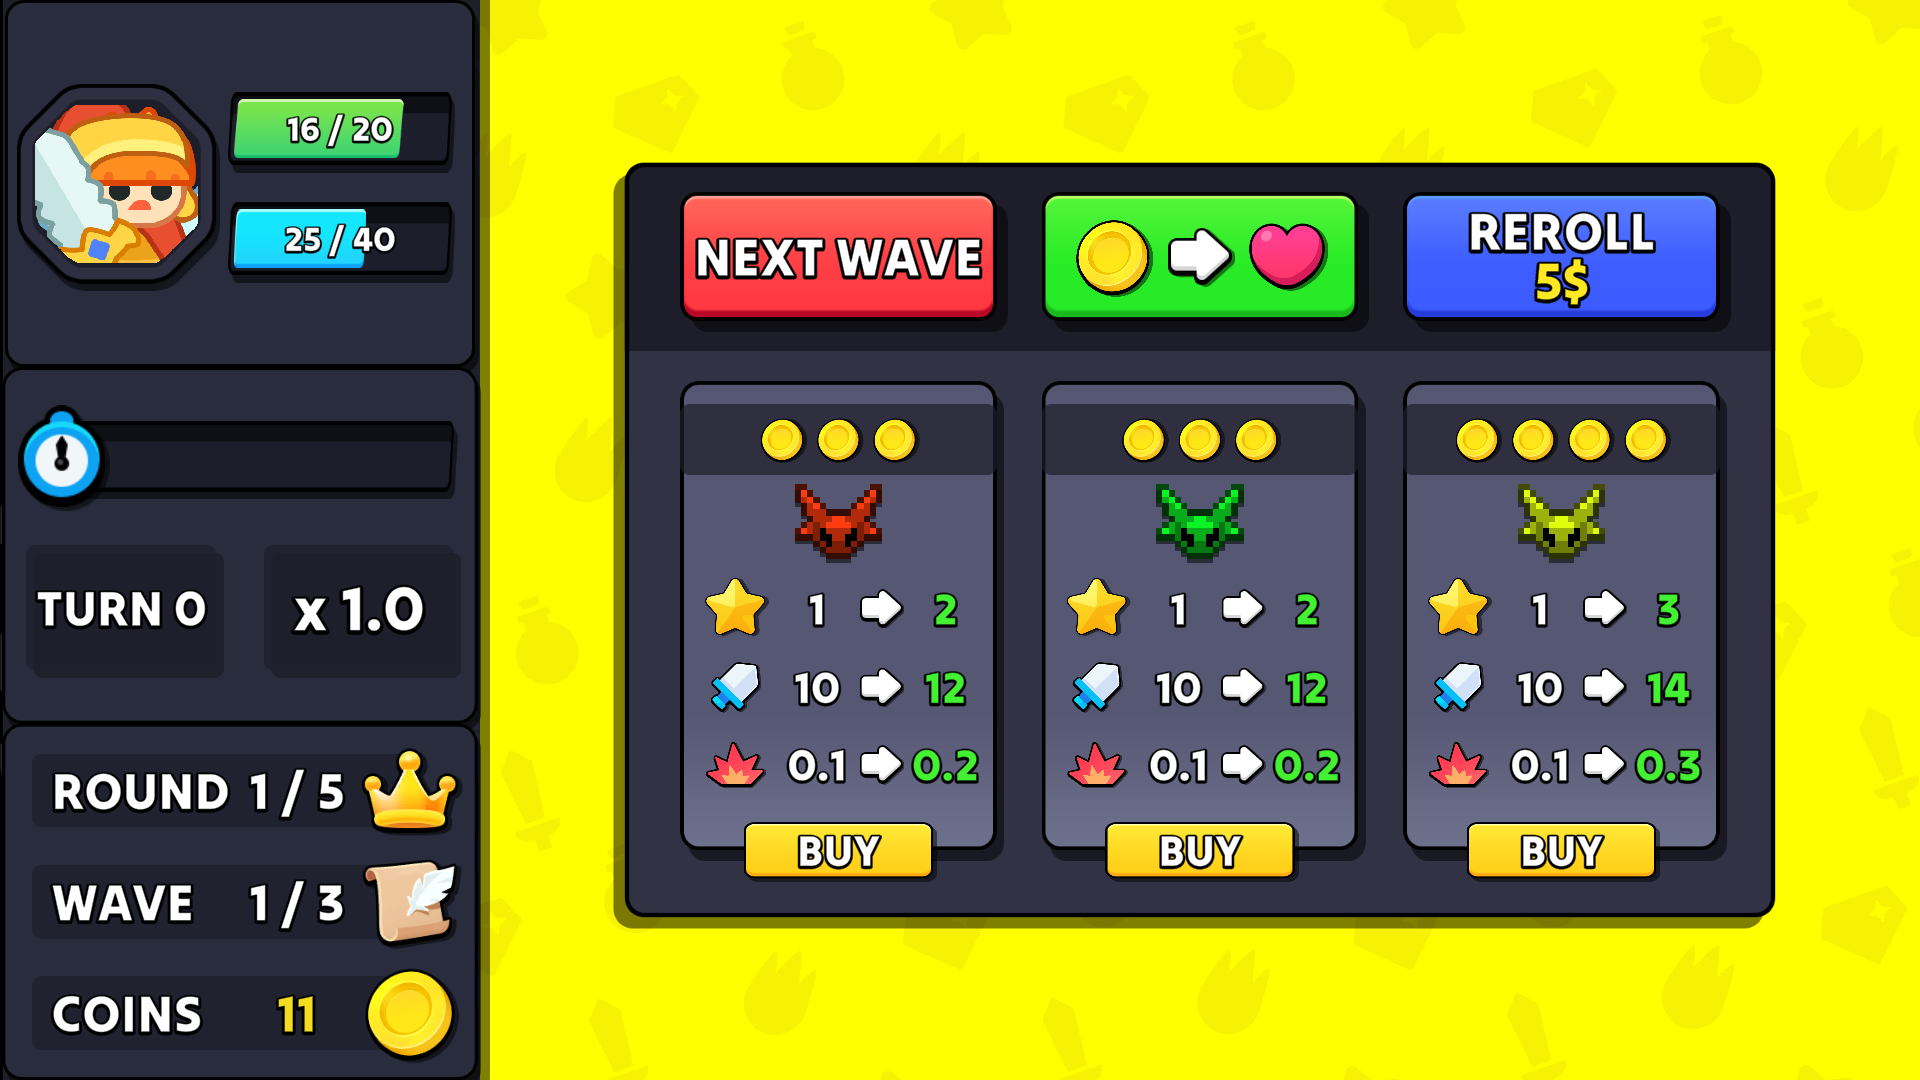 16 / 20
25 / 40
TURN 0
x 1.0
ROUND 1 / 5
WAVE 1 / 3
COINS 11
NEXT WAVE
REROLL
5$
1 2
10 12
0.1 0.2
BUY
1 2
10 12
0.1 0.2
BUY
1 3
10 14
0.1 0.3
BUY